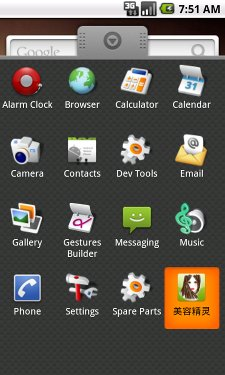 3G
7:51 AM
Google
Alarm Clock
Browser
Calculator
Calendar
31
Camera
Contacts
Dev Tools
Email
Gallery
Gestures
Builder
Messaging
Music
Phone
Settings
Spare Parts
美容精灵